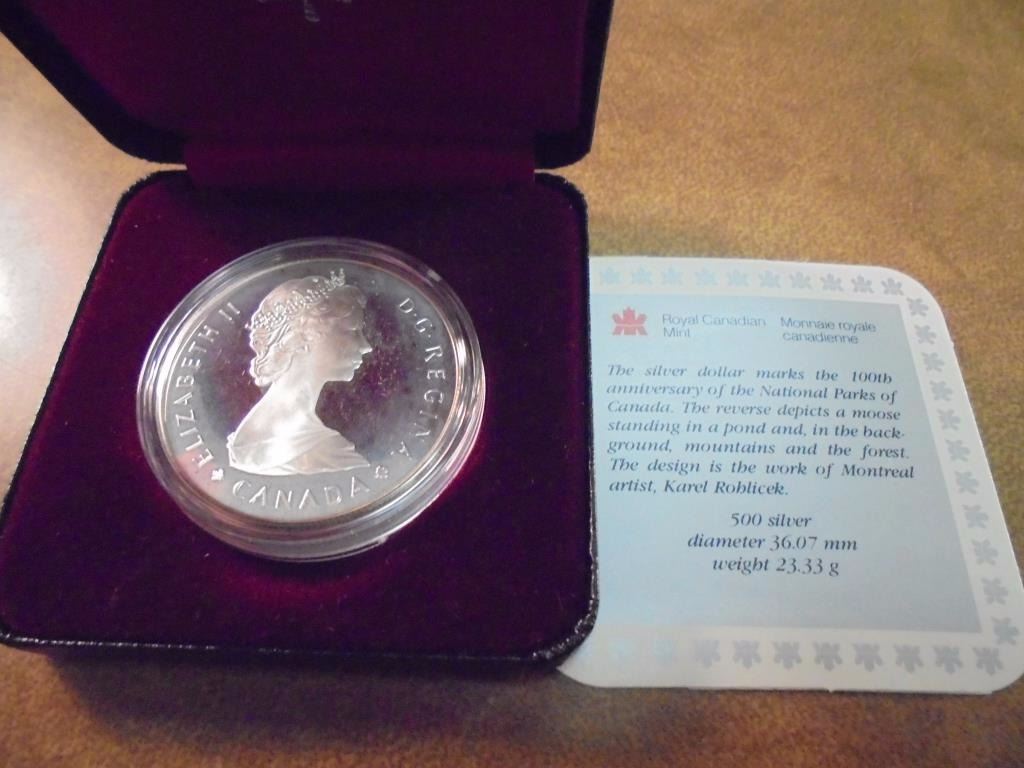 ELIZABETH II
D·G·REGINA
CANADA
Royal Canadian Mint
Monnaie royale canadienne
The silver dollar marks the 100th
anniversary of the National Parks of
Canada. The reverse depicts a moose
standing in a pond and, in the back-
ground, mountains and the forest.
The design is the work of Montreal
artist, Karel Rohlicek.
500 silver
diameter 36.07 mm
weight 23.33 g